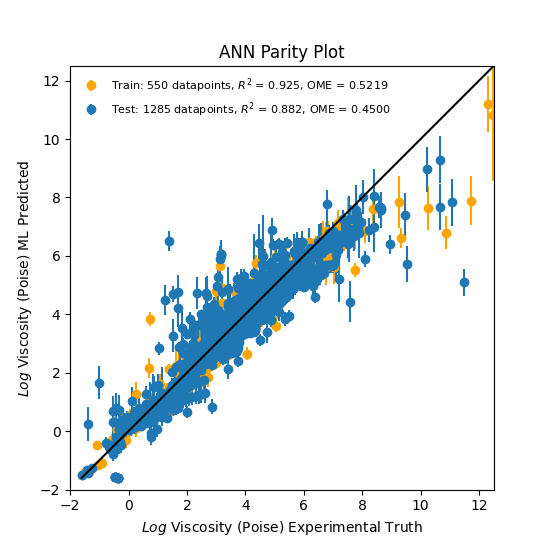 ANN Parity Plot
Train: 550 datapoints, R² = 0.925, OME = 0.5219
Test: 1285 datapoints, R² = 0.882, OME = 0.4500
Log Viscosity (Poise) ML Predicted
12
10
8
6
4
2
0
−2
−2 0 2 4 6 8 10 12
Log Viscosity (Poise) Experimental Truth